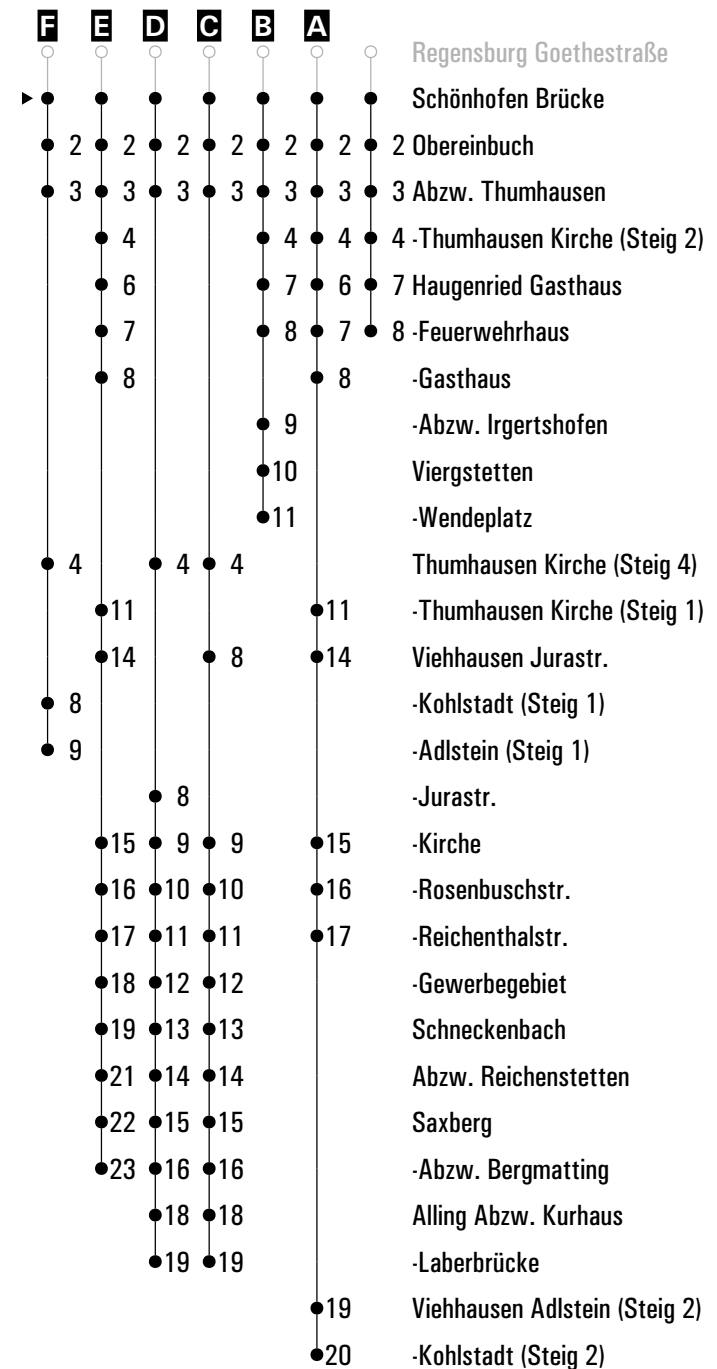 F E D C B A
Regensburg Goethestraße
Schönhofen Brücke
2 2 2 2 2 2 2 Obereinbuch
3 3 3 3 3 3 3 Abzw. Thumhausen
4 4 4 4 -Thumhausen Kirche (Steig 2)
6 7 6 7 Haugenried Gasthaus
7 8 7 8 -Feuerwehrhaus
8 8 -Gasthaus
9 -Abzw. Irgertshofen
10 Viergstetten
11 -Wendeplatz
4 4 4 Thumhausen Kirche (Steig 4)
11 11 -Thumhausen Kirche (Steig 1)
14 8 14 Viehhausen Jurastr.
8 -Kohlstadt (Steig 1)
9 -Adlstein (Steig 1)
8 -Jurastr.
15 9 9 15 -Kirche
16 10 10 16 -Rosenbuschstr.
17 11 11 17 -Reichenthalstr.
18 12 12 -Gewerbegebiet
19 13 13 Schneckenbach
21 14 14 Abzw. Reichenstetten
22 15 15 Saxberg
23 16 16 -Abzw. Bergmatting
18 18 Alling Abzw. Kurhaus
19 19 -Laberbrücke
19 Viehhausen Adlstein (Steig 2)
20 -Kohlstadt (Steig 2)